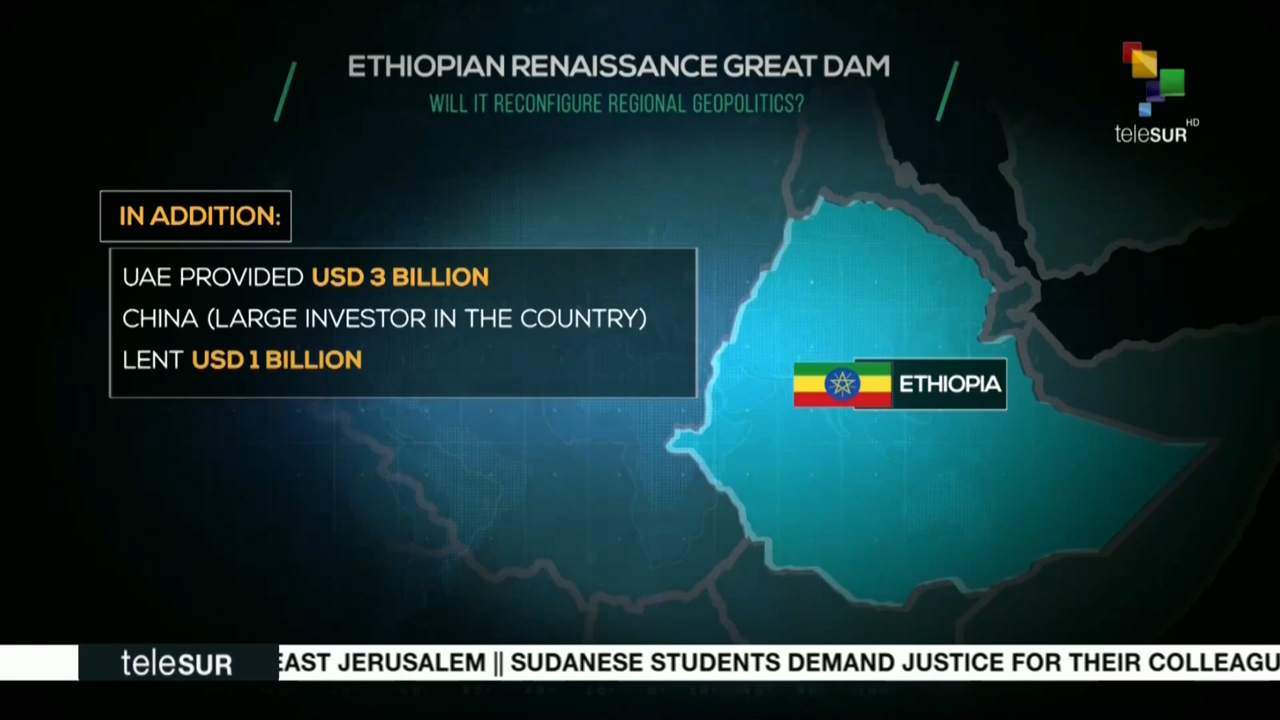 ETHIOPIAN RENAISSANCE GREAT DAM
WILL IT RECONFIGURE REGIONAL GEOPOLITICS?
teleSUR HD
IN ADDITION:
UAE PROVIDED USD 3 BILLION
CHINA (LARGE INVESTOR IN THE COUNTRY)
LENT USD 1 BILLION
ETHIOPIA
teleSUR
EAST JERUSALEM || SUDANESE STUDENTS DEMAND JUSTICE FOR THEIR COLLEAGU